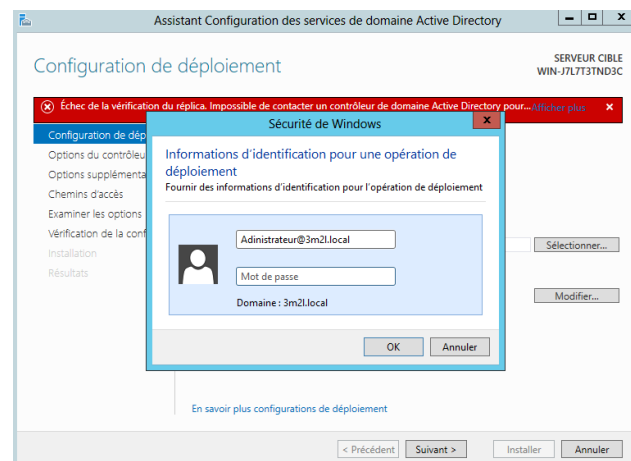 Assistant Configuration des services de domaine Active Directory
Configuration de déploiement
SERVEUR CIBLE
WIN-J7LT3TND3C
Échec de la vérification du réplica. Impossible de contacter un contrôleur de domaine Active Directory pour...Afficher plus
Configuration de dép
Options du contrôleu
Options supplémenta
Chemins d'accès
Examiner les options
Vérification de la conf
Installation
Résultats
Sécurité de Windows
Informations d'identification pour une opération de
déploiement
Fournir des informations d'identification pour l'opération de déploiement
Adinistrateur@3m2l.local
Mot de passe
Domaine : 3m2l.local
OK Annuler
Sélectionner...
Modifier...
En savoir plus configurations de déploiement
< Précédent Suivant > Installer Annuler